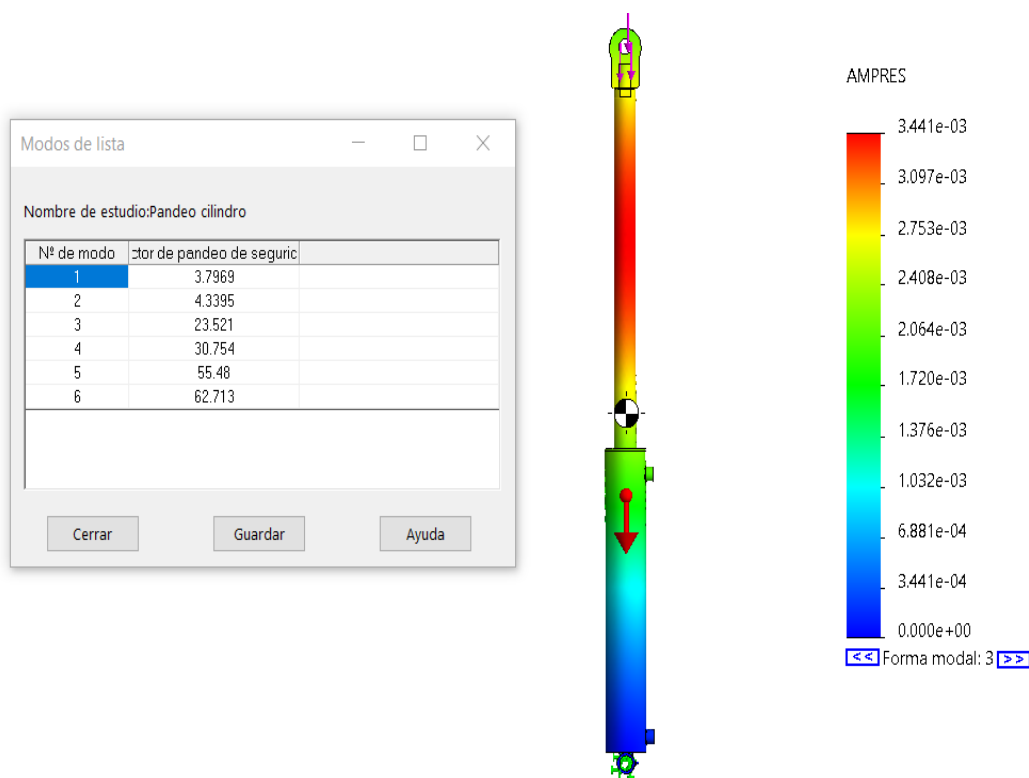 Modos de lista
Nombre de estudio:Pandeo cilindro
Nº de modo ctor de pandeo de seguric
1 3.7969
2 4.3395
3 23.521
4 30.754
5 55.48
6 62.713
Cerrar Guardar Ayuda
AMPRES
3.441e-03
3.097e-03
2.753e-03
2.408e-03
2.064e-03
1.720e-03
1.376e-03
1.032e-03
6.881e-04
3.441e-04
0.000e+00
<< Forma modal: 3 >>